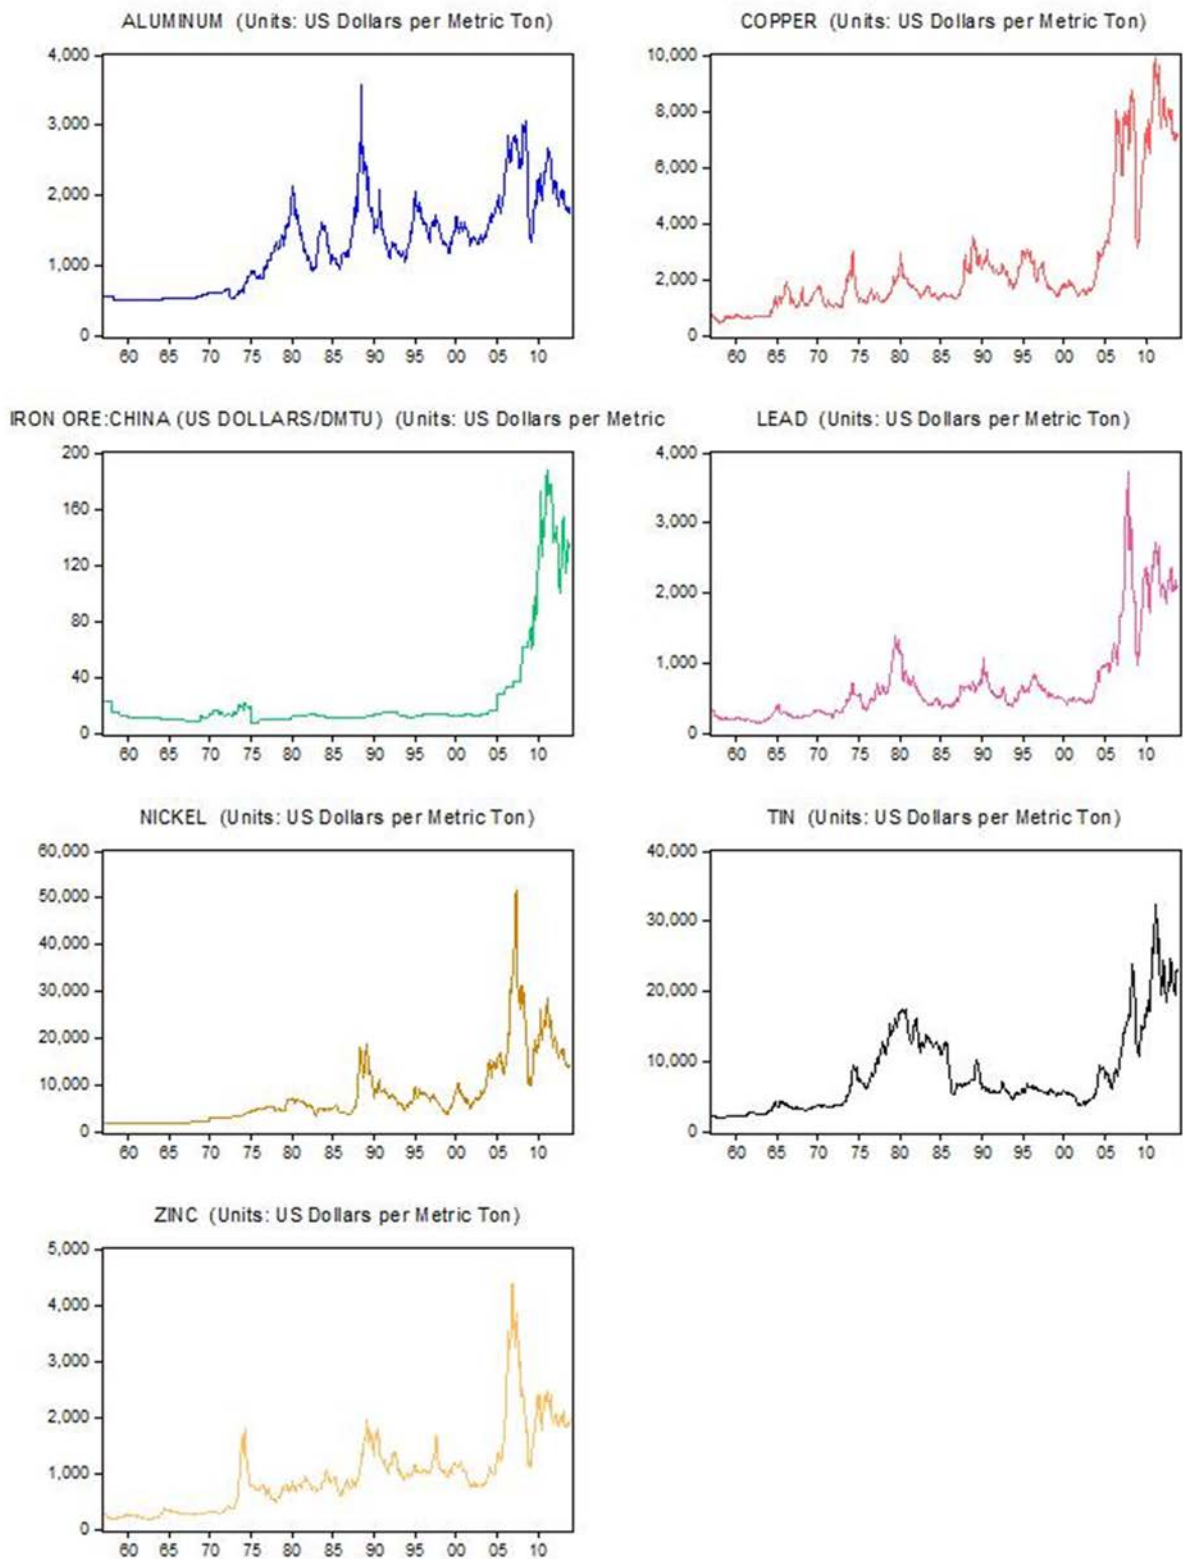 ALUMINUM (Units: US Dollars per Metric Ton)
4,000
3,000
2,000
1,000
0
60 65 70 75 80 85 90 95 00 05 10
COPPER (Units: US Dollars per Metric Ton)
10,000
8,000
6,000
4,000
2,000
0
60 65 70 75 80 85 90 95 00 05 10
IRON ORE:CHINA (US DOLLARS/DMTU) (Units: US Dollars per Metric
200
160
120
80
40
0
60 65 70 75 80 85 90 95 00 05 10
LEAD (Units: US Dollars per Metric Ton)
4,000
3,000
2,000
1,000
0
60 65 70 75 80 85 90 95 00 05 10
NICKEL (Units: US Dollars per Metric Ton)
60,000
50,000
40,000
30,000
20,000
10,000
0
60 65 70 75 80 85 90 95 00 05 10
TIN (Units: US Dollars per Metric Ton)
40,000
30,000
20,000
10,000
0
60 65 70 75 80 85 90 95 00 05 10
ZINC (Units: US Dollars per Metric Ton)
5,000
4,000
3,000
2,000
1,000
0
60 65 70 75 80 85 90 95 00 05 10